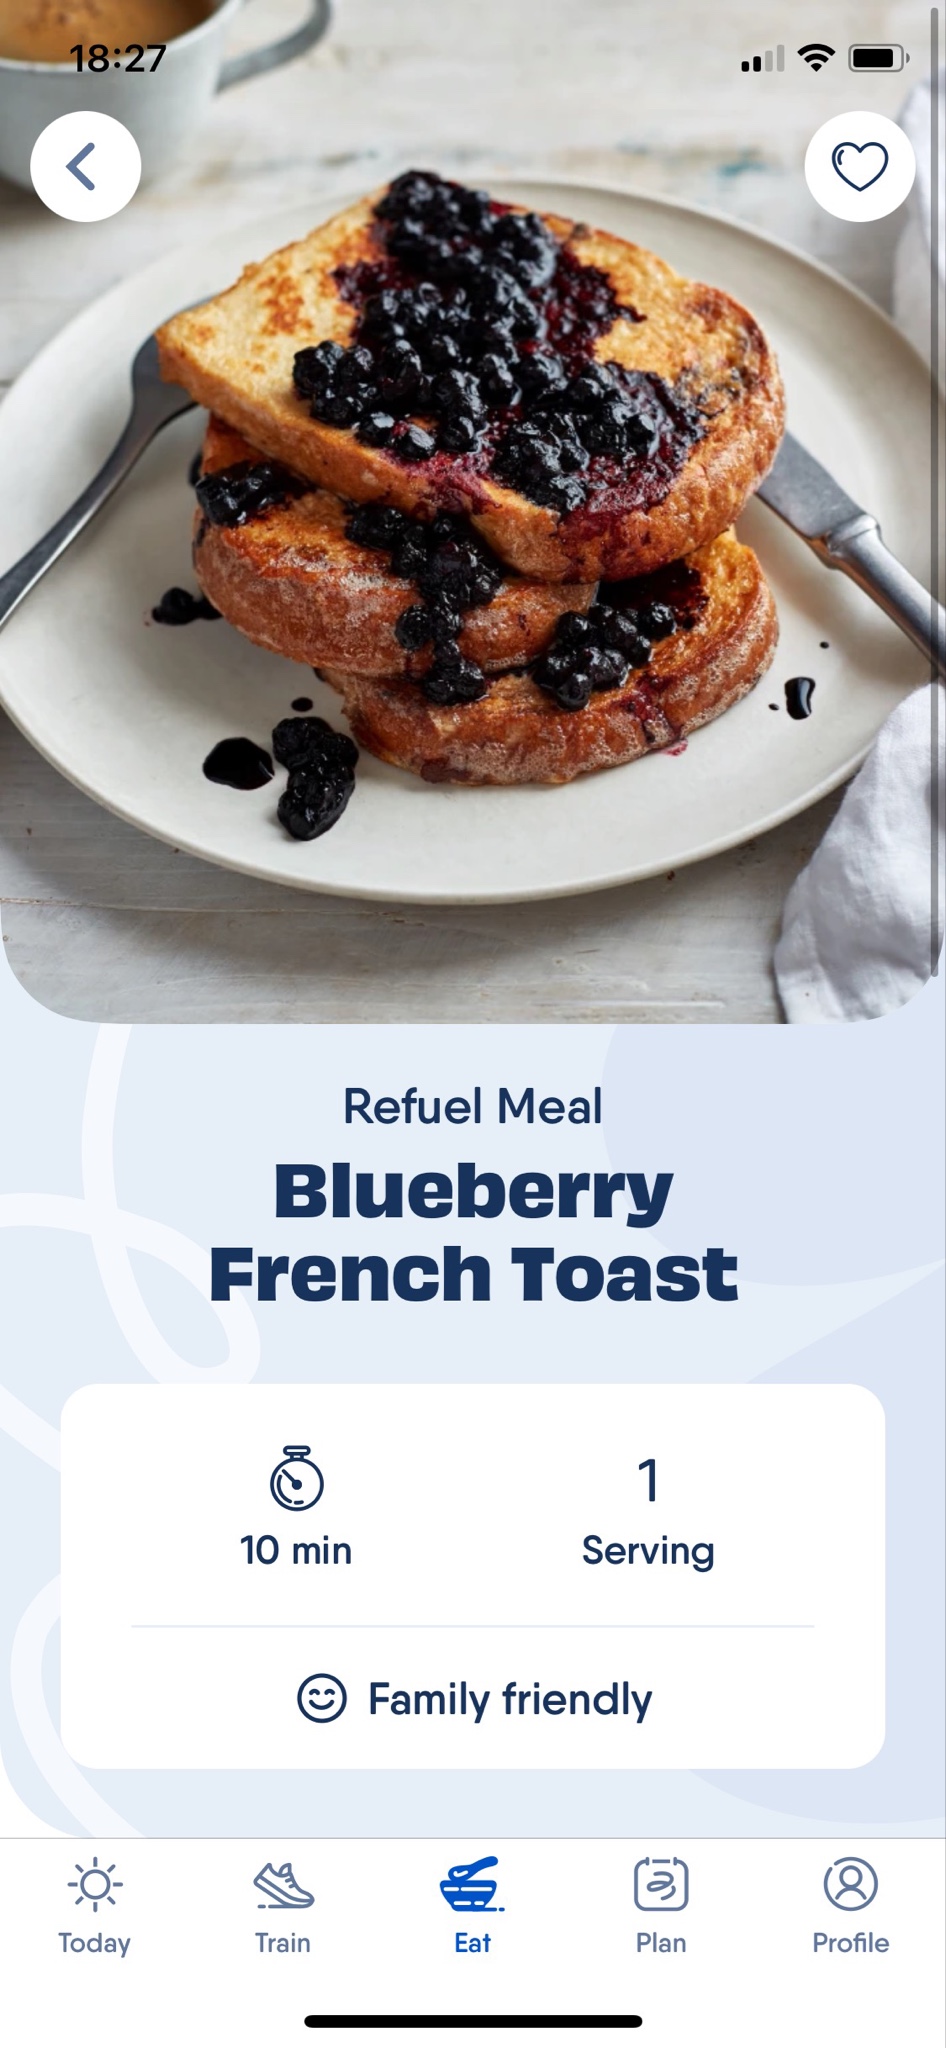 18:27
Refuel Meal
Blueberry
French Toast
10 min
1
Serving
Family friendly
Today
Train
Eat
Plan
Profile